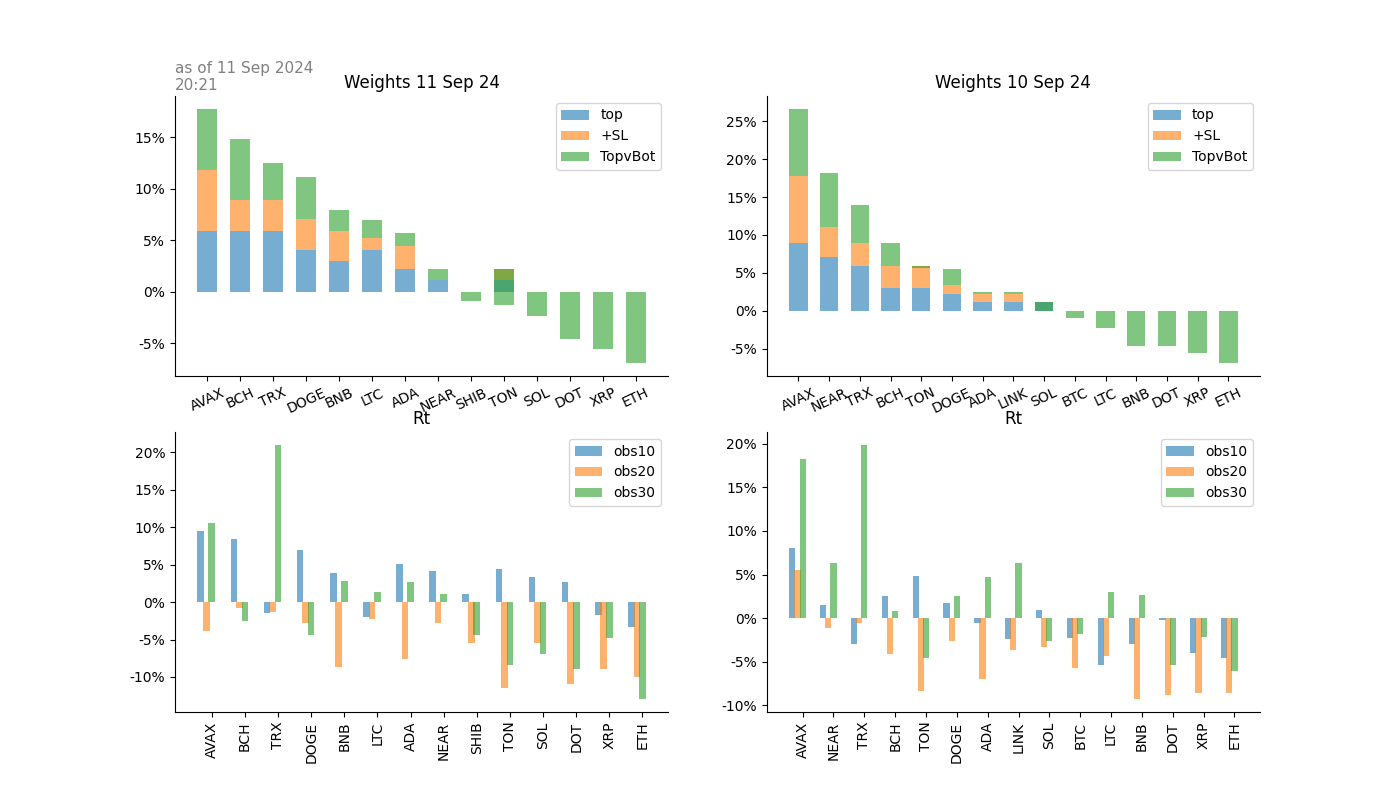 as of 11 Sep 2024
20:21
Weights 11 Sep 24
15%
10%
5%
0%
-5%
top
+SL
TopvBot
AVAX BCH TRX DOGE BNB LTC ADA NEAR SHIB TON SOL DOT XRP ETH
Weights 10 Sep 24
25%
20%
15%
10%
5%
0%
-5%
top
+SL
TopvBot
AVAX NEAR TRX BCH TON DOGE ADA LINK SOL BTC LTC BNB DOT XRP ETH
Rt
20%
15%
10%
5%
0%
-5%
-10%
obs10
obs20
obs30
AVAX BCH TRX DOGE BNB LTC ADA NEAR SHIB TON SOL DOT XRP ETH
Rt
20%
15%
10%
5%
0%
-5%
-10%
obs10
obs20
obs30
AVAX NEAR TRX BCH TON DOGE ADA LINK SOL BTC LTC BNB DOT XRP ETH